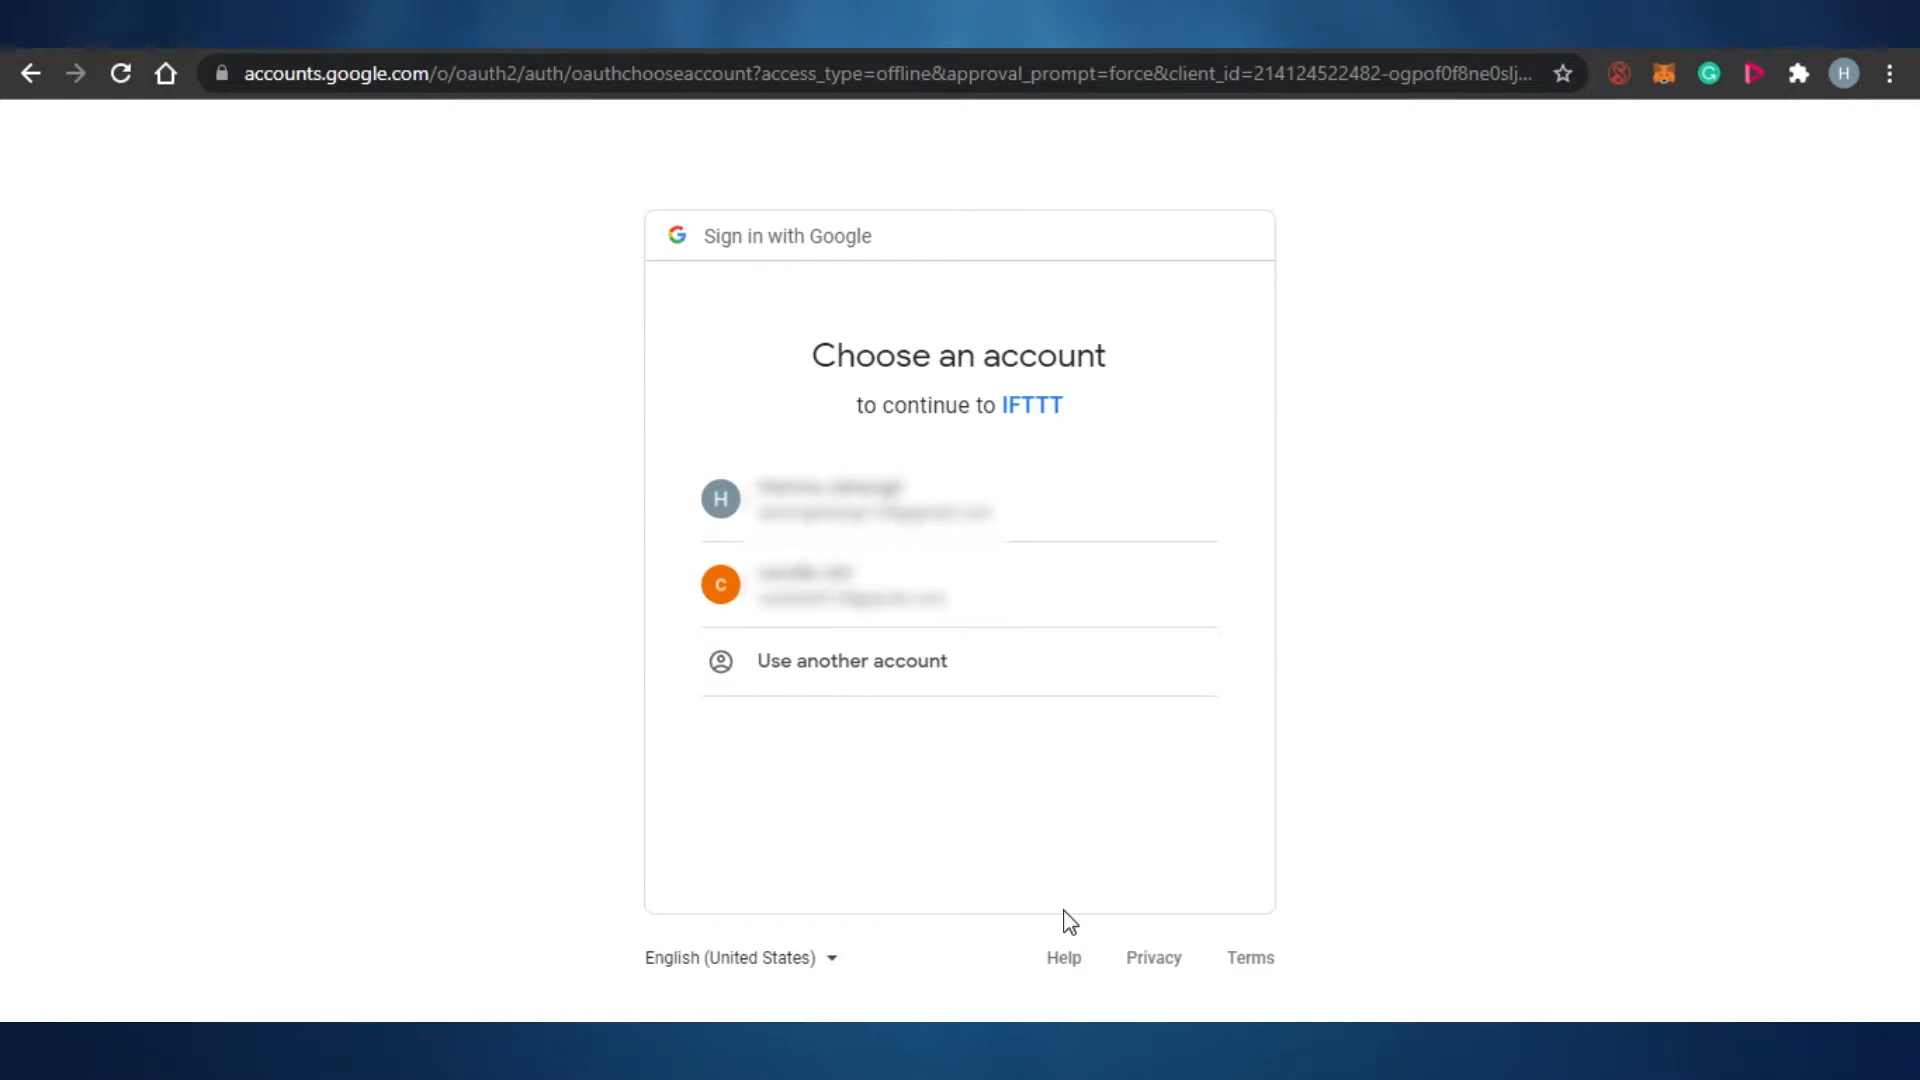 accounts.google.com/o/oauth2/auth/oauthchooseaccount?access_type=offline&approval_prompt=force&client_id=214124522482-ogpof0f8ne0slj...
H
Sign in with Google
Choose an account
to continue to IFTTT
H
C
Use another account
English (United States)
Help
Privacy
Terms